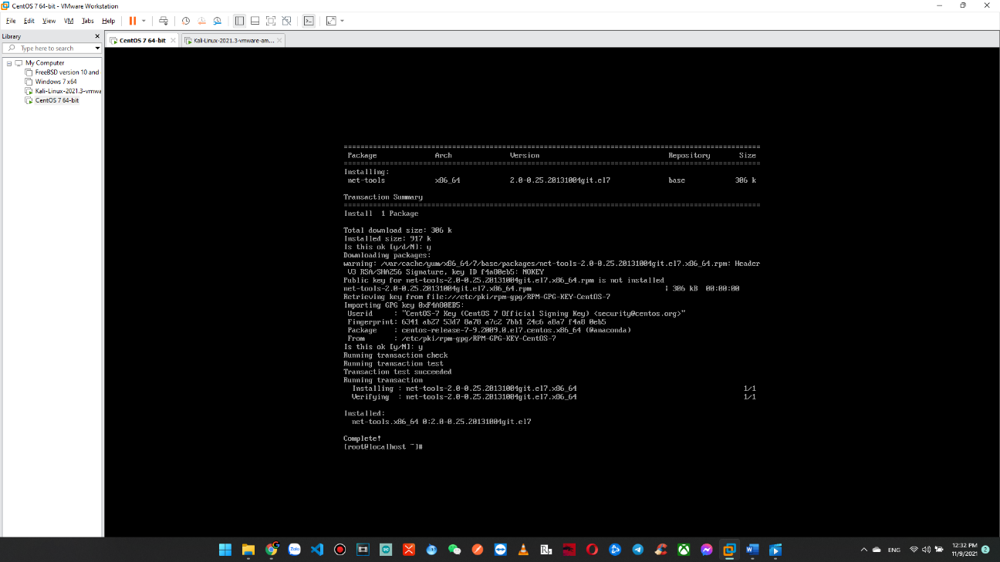 CentOS 7 64-bit - VMware Workstation
File Edit View VM Tabs Help
Library
Type here to search
My Computer
FreeBSD version 10 and
Windows 7 x64
Kali-Linux-2021.3-vmwa
CentOS 7 64-bit
CentOS 7 64-bit Kali-Linux-2021.3-vmware-am...
================================================================================
Package Arch Version Repository Size
================================================================================
Installing:
net-tools x86_64 2.0-0.25.20131004git.el7 base 306 k
Transaction Summary
================================================================================
Install 1 Package
Total download size: 306 k
Installed size: 917 k
Is this ok [y/d/N]: y
Downloading packages:
warning: /var/cache/yum/x86_64/7/base/packages/net-tools-2.0-0.25.20131004git.el7.x86_64.rpm: Header
V3 RSA/SHA256 Signature, key ID f4a80eb5: NOKEY
Public key for net-tools-2.0-0.25.20131004git.el7.x86_64.rpm is not installed
net-tools-2.0-0.25.20131004git.el7.x86_64.rpm | 306 kB 00:00:00
Retrieving key from file:///etc/pki/rpm-gpg/RPM-GPG-KEY-CentOS-7
Importing GPG key 0xF4A80EB5:
Userid : "CentOS-7 Key (CentOS 7 Official Signing Key) <security@centos.org>"
Fingerprint: 6341 ab27 53d7 8a78 a7c2 7bb1 24c6 a8a7 f4a8 0eb5
Package : centos-release-7-9.2009.0.el7.centos.x86_64 (@anaconda)
From : /etc/pki/rpm-gpg/RPM-GPG-KEY-CentOS-7
Is this ok [y/N]: y
Running transaction check
Running transaction test
Transaction test succeeded
Running transaction
Installing : net-tools-2.0-0.25.20131004git.el7.x86_64 1/1
Verifying : net-tools-2.0-0.25.20131004git.el7.x86_64 1/1
Installed:
net-tools.x86_64 0:2.0-0.25.20131004git.el7
Complete!
[root@localhost ~]#
Zalo
ENG
12:32 PM
11/9/2021
2